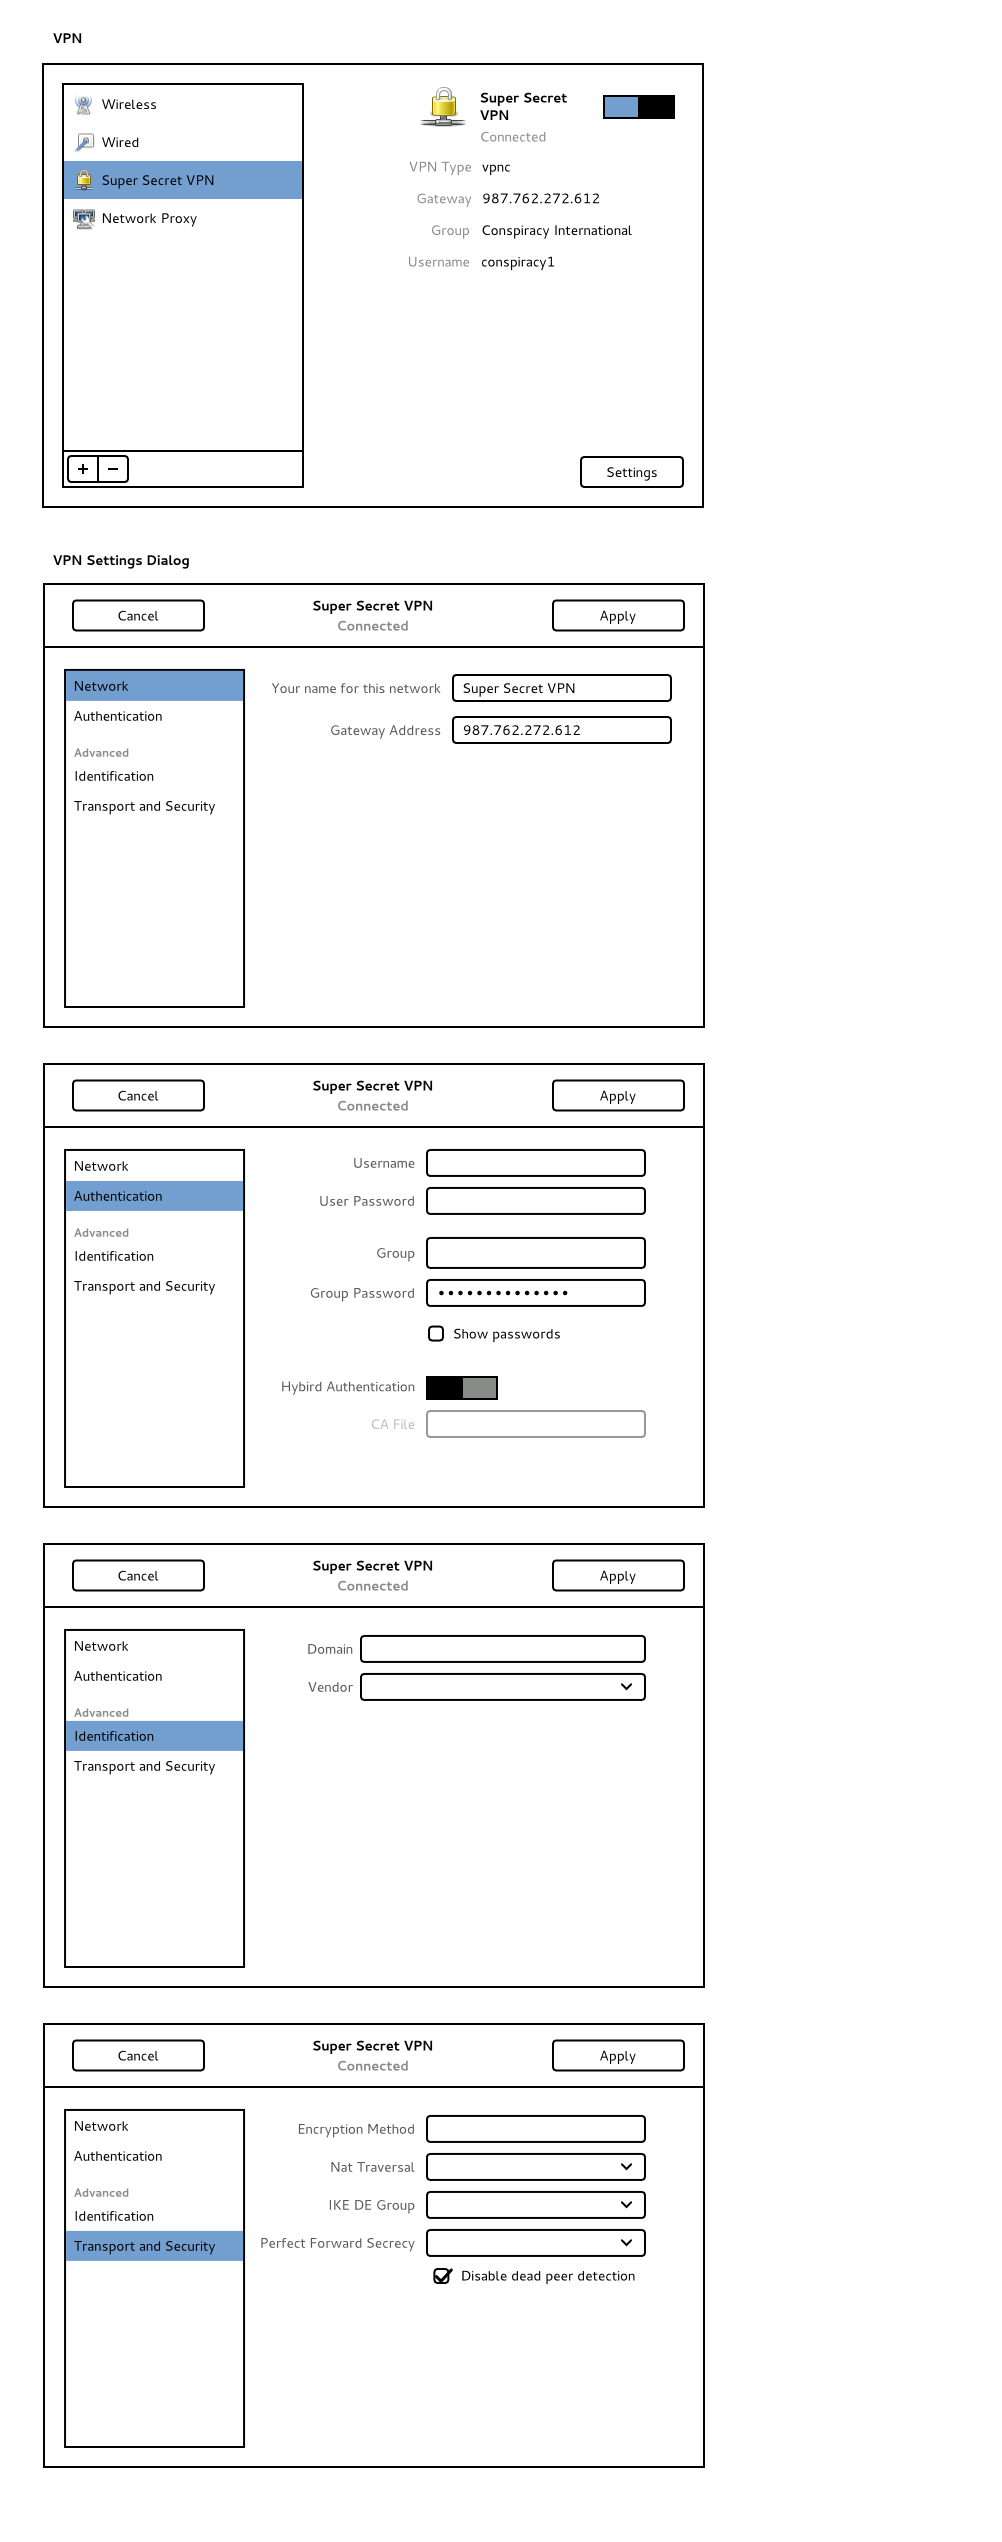 VPN
Wireless
Wired
Super Secret VPN
Network Proxy
Super Secret
VPN
Connected
VPN Type vpnc
Gateway 987.762.272.612
Group Conspiracy International
Username conspiracy1
+ −
Settings
VPN Settings Dialog
Cancel
Super Secret VPN
Connected
Apply
Network
Authentication
Advanced
Identification
Transport and Security
Your name for this network Super Secret VPN
Gateway Address 987.762.272.612
Cancel
Super Secret VPN
Connected
Apply
Network
Authentication
Advanced
Identification
Transport and Security
Username
User Password
Group
Group Password ••••••••••••••
Show passwords
Hybird Authentication
CA File
Cancel
Super Secret VPN
Connected
Apply
Network
Authentication
Advanced
Identification
Transport and Security
Domain
Vendor
Cancel
Super Secret VPN
Connected
Apply
Network
Authentication
Advanced
Identification
Transport and Security
Encryption Method
Nat Traversal
IKE DE Group
Perfect Forward Secrecy
Disable dead peer detection